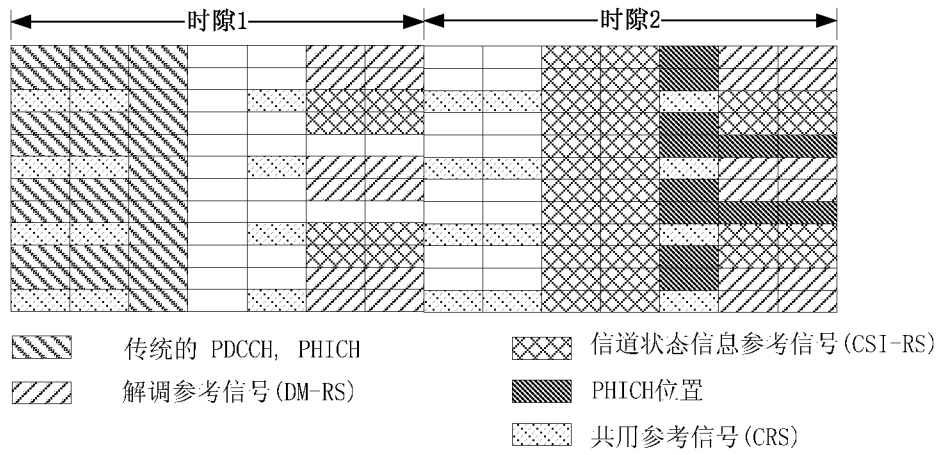 时隙1 时隙2
传统的 PDCCH, PHICH
信道状态信息参考信号(CSI-RS)
解调参考信号(DM-RS)
PHICH位置
共用参考信号(CRS)